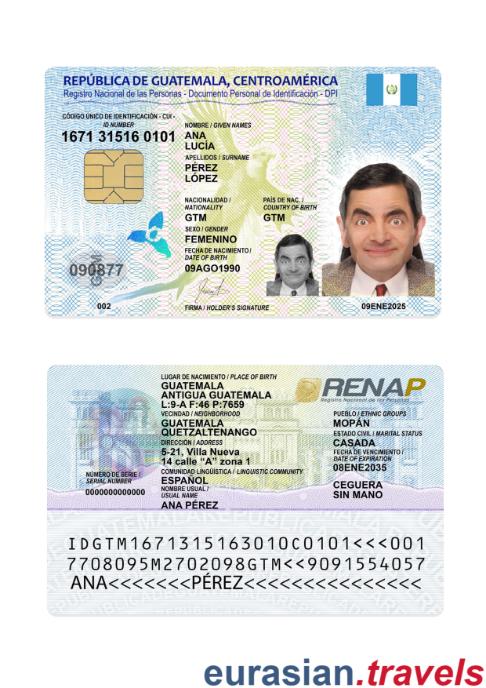 REPÚBLICA DE GUATEMALA, CENTROAMÉRICA
Registro Nacional de las Personas - Documento Personal de Identificación - DPI
CÓDIGO ÚNICO DE IDENTIFICACIÓN - CUI -
ID NUMBER
1671 31516 0101
NOMBRE / GIVEN NAMES
ANA
LUCÍA
APELLIDOS / SURNAME
PÉREZ
LÓPEZ
NACIONALIDAD /
NATIONALITY
GTM
PAÍS DE NAC. /
COUNTRY OF BIRTH
GTM
SEXO / GENDER
FEMENINO
FECHA DE NACIMIENTO /
DATE OF BIRTH
09AGO1990
090877
GTM
002
FIRMA / HOLDER'S SIGNATURE
09ENE2025
LUGAR DE NACIMIENTO / PLACE OF BIRTH
GUATEMALA
ANTIGUA GUATEMALA
L:9-A F:46 P:7659
VECINDAD / NEIGHBORHOOD
GUATEMALA
QUETZALTENANGO
DIRECCIÓN / ADDRESS
5-21, Villa Nueva
14 calle "A" zona 1
COMUNIDAD LINGÜÍSTICA / LINGUISTIC COMMUNITY
ESPAÑOL
NOMBRE USUAL /
USUAL NAME
ANA PÉREZ
NÚMERO DE SERIE /
SERIAL NUMBER
0000000000000
RENAP
Registro Nacional de las Personas
PUEBLO / ETHNIC GROUPS
MOPÁN
ESTADO CIVIL / MARITAL STATUS
CASADA
FECHA DE VENCIMIENTO /
DATE OF EXPIRATION
08ENE2035
CEGUERA
SIN MANO
IDGTM1671315163010C0101<<<001
7708095M2702098GTM<<9091554057
ANA<<<<<<<PÉREZ<<<<<<<<<<<<<<<
eurasian.travels